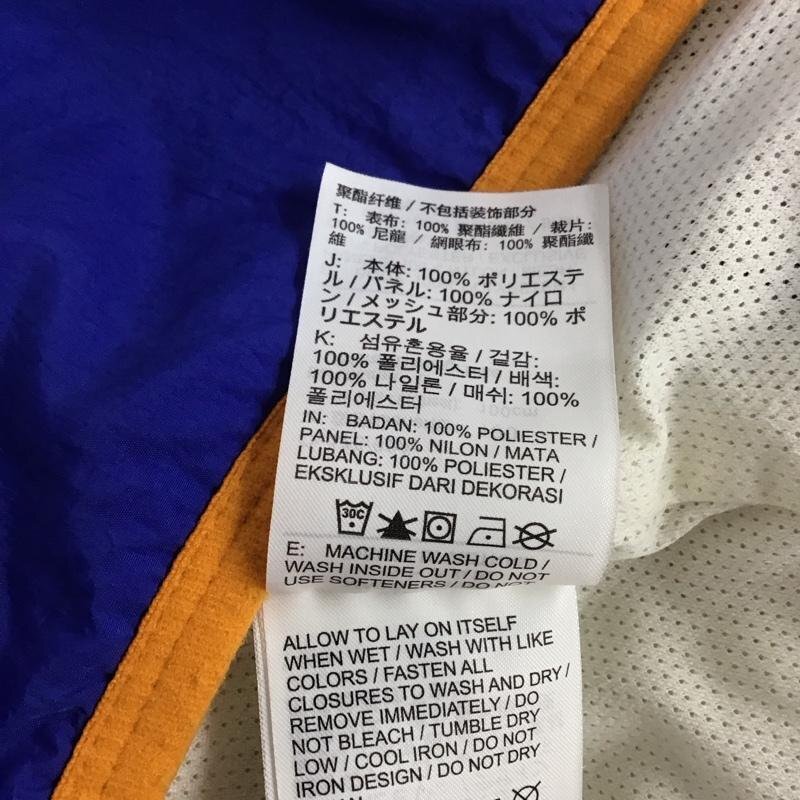 聚酯纤维 / 不包括装饰部分
T: 表布: 100% 聚酯纖維 / 裁片:
100% 尼龍 / 網眼布: 100% 聚酯纖
維
J: 本体: 100% ポリエステ
ル / パネル: 100% ナイロ
ン / メッシュ部分: 100% ポ
リエステル
K: 섬유혼용율 / 겉감:
100% 폴리에스터 / 배색:
100% 나일론 / 매쉬: 100%
폴리에스터
IN: BADAN: 100% POLIESTER /
PANEL: 100% NILON / MATA
LUBANG: 100% POLIESTER /
EKSKLUSIF DARI DEKORASI
30C
E: MACHINE WASH COLD /
WASH INSIDE OUT / DO NOT
USE SOFTENERS / DO NOT
ALLOW TO LAY ON ITSELF
WHEN WET / WASH WITH LIKE
COLORS / FASTEN ALL
CLOSURES TO WASH AND DRY /
REMOVE IMMEDIATELY / DO
NOT BLEACH / TUMBLE DRY
LOW / COOL IRON / DO NOT
IRON DESIGN / DO NOT DRY